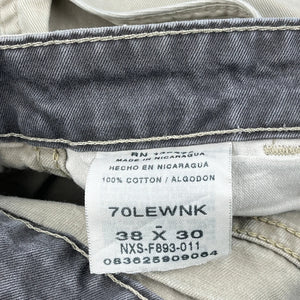 RN
MADE IN NICARAGUA
HECHO EN NICARAGUA
100% COTTON / ALGODON
70LEWNK
-
38 X 30
NXS-F893-011
083625909064